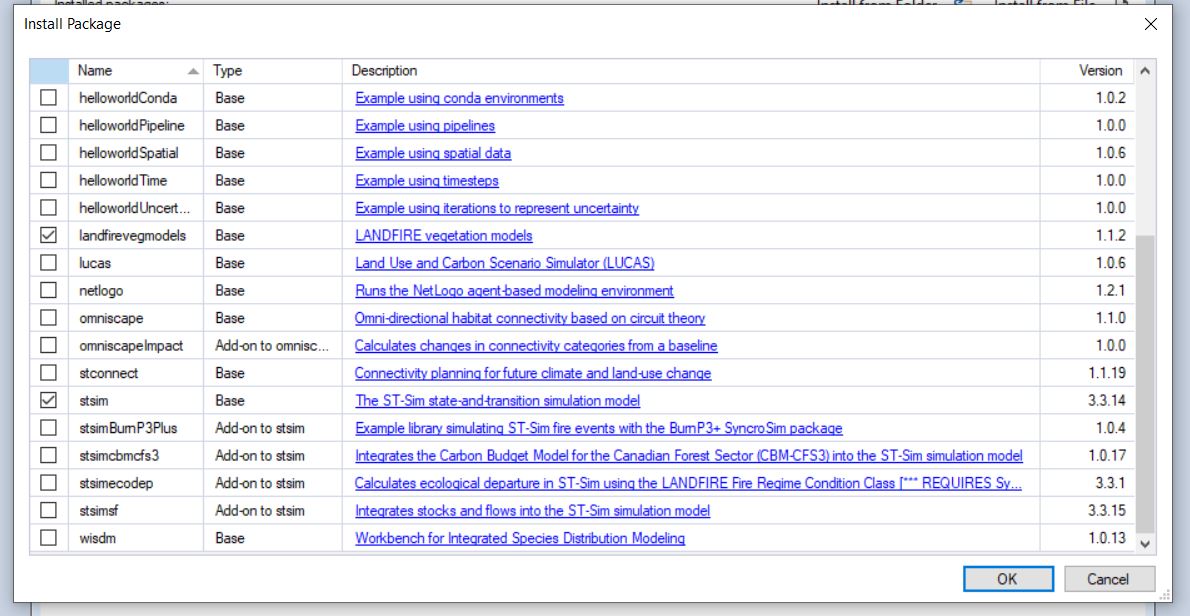 Installed packages:
Install from Folder
Install from File
Install Package
Name Type Description Version
helloworldConda Base Example using conda environments 1.0.2
helloworldPipeline Base Example using pipelines 1.0.0
helloworldSpatial Base Example using spatial data 1.0.6
helloworldTime Base Example using timesteps 1.0.0
helloworldUncert... Base Example using iterations to represent uncertainty 1.0.0
landfirevegmodels Base LANDFIRE vegetation models 1.1.2
lucas Base Land Use and Carbon Scenario Simulator (LUCAS) 1.0.6
netlogo Base Runs the NetLogo agent-based modeling environment 1.2.1
omniscape Base Omni-directional habitat connectivity based on circuit theory 1.1.0
omniscapeImpact Add-on to omnisc... Calculates changes in connectivity categories from a baseline 1.0.0
stconnect Base Connectivity planning for future climate and land-use change 1.1.19
stsim Base The ST-Sim state-and-transition simulation model 3.3.14
stsimBurnP3Plus Add-on to stsim Example library simulating ST-Sim fire events with the BurnP3+ SyncroSim package 1.0.4
stsimcbmcfs3 Add-on to stsim Integrates the Carbon Budget Model for the Canadian Forest Sector (CBM-CFS3) into the ST-Sim simulation model 1.0.17
stsimecodep Add-on to stsim Calculates ecological departure in ST-Sim using the LANDFIRE Fire Regime Condition Class [*** REQUIRES Sy... 3.3.1
stsimsf Add-on to stsim Integrates stocks and flows into the ST-Sim simulation model 3.3.15
wisdm Base Workbench for Integrated Species Distribution Modeling 1.0.13
OK Cancel